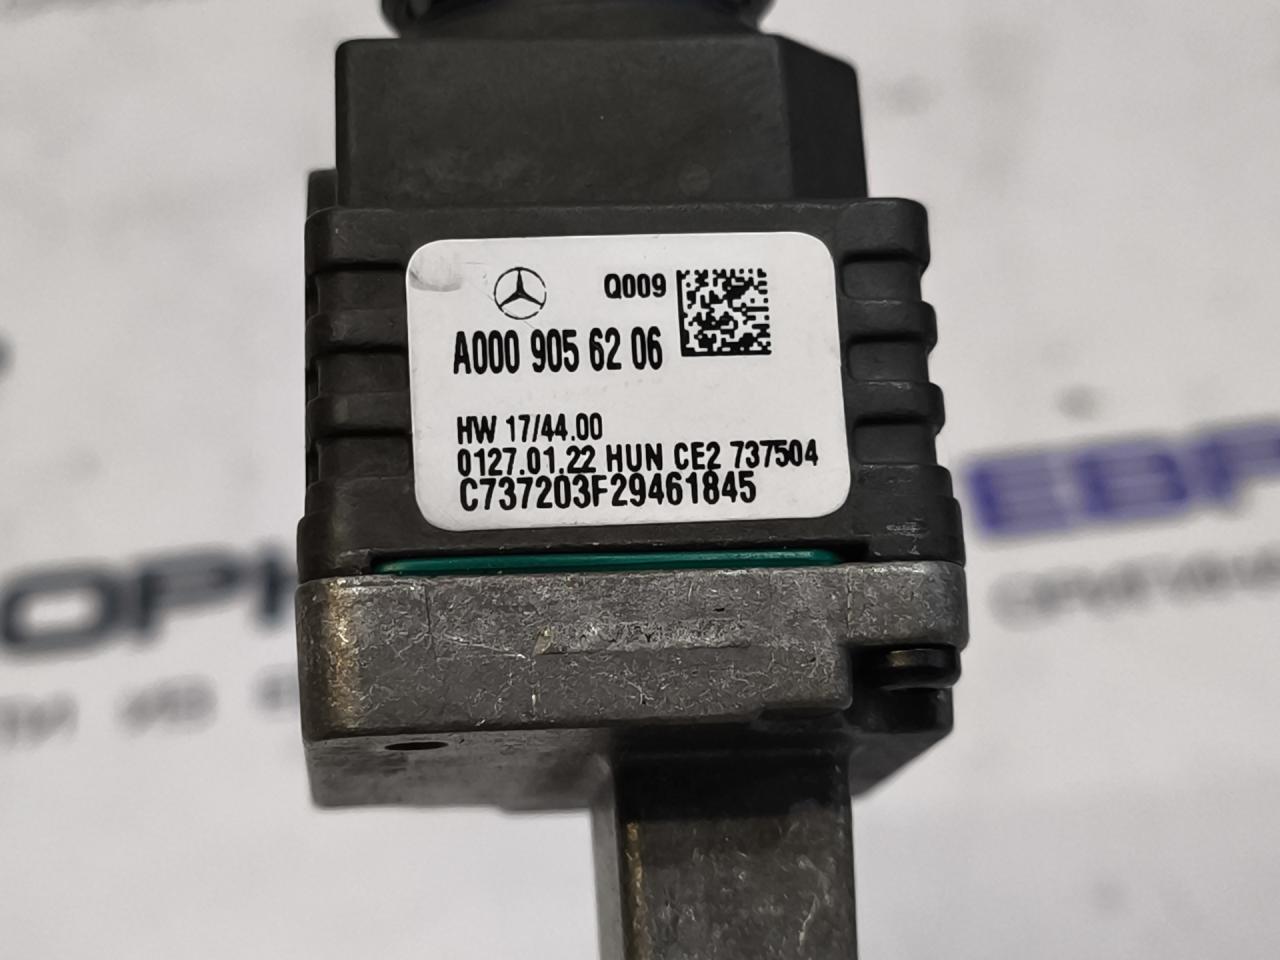 Q009
A000 905 62 06
HW 17/44.00
0127.01.22 HUN CE2 737504
C737203F29461845